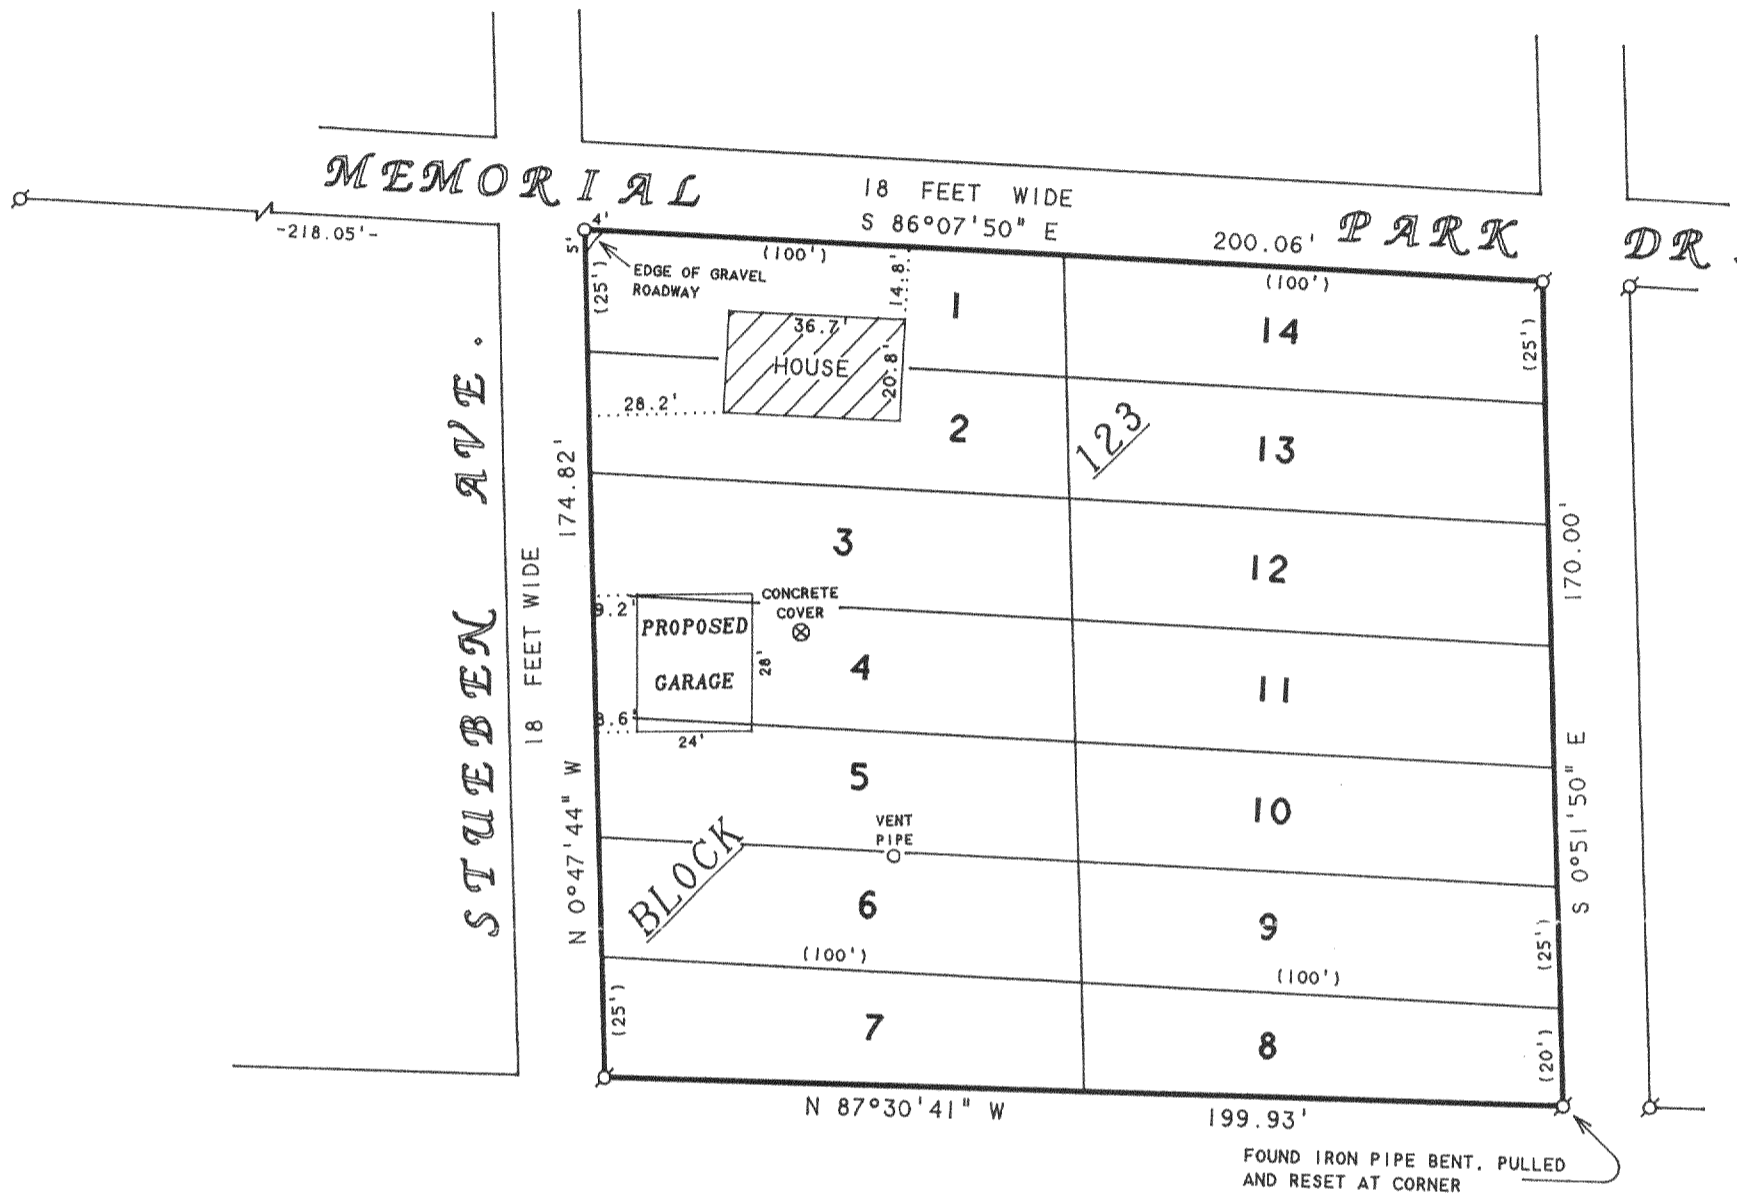 MEMORIAL PARK DR.
18 FEET WIDE
S 86°07'50" E
200.06'
-218.05'-
4'
5'
(100')
(100')
EDGE OF GRAVEL
ROADWAY
(25')
14.8'
1
14
(25')
36.7'
HOUSE
20.8'
28.2'
2
123
13
STUEBEN AVE.
18 FEET WIDE
174.82'
N 0°47'44" W
3
12
170.00'
S 0°51'50" E
CONCRETE
COVER
9.2'
PROPOSED
GARAGE
28'
4
11
8.6'
24'
5
10
VENT
PIPE
BLOCK
6
9
(100')
(100')
(25')
(25')
7
8
(20')
N 87°30'41" W
199.93'
FOUND IRON PIPE BENT, PULLED
AND RESET AT CORNER